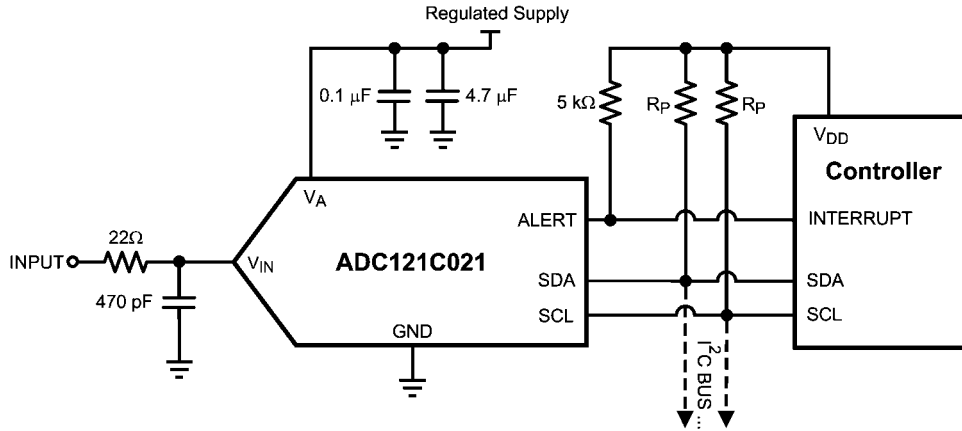 Regulated Supply
0.1 µF
4.7 µF
5 kΩ
RP
RP
VDD
Controller
VA
ALERT
INTERRUPT
22Ω
INPUT
VIN
ADC121C021
SDA
SDA
470 pF
SCL
SCL
GND
I2C BUS ...